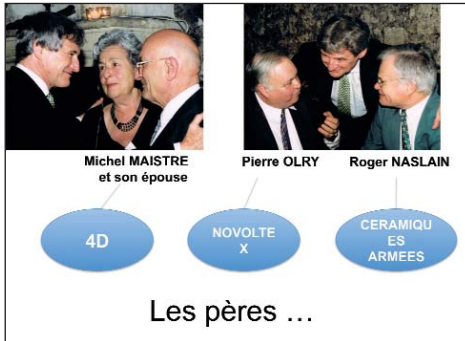 Michel MAISTRE
et son épouse
Pierre OLRY
Roger NASLAIN
4D
NOVOLTE
X
CERAMIQU
ES
ARMEES
Les pères …